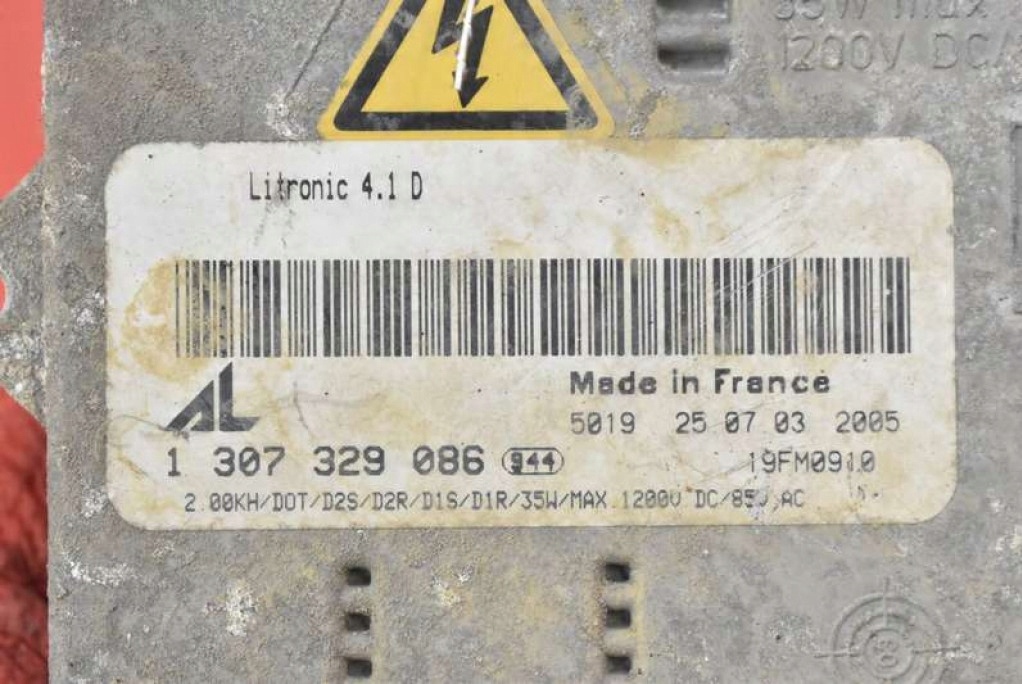 35W max
1200V DC/
Litronic 4.1 D
AL
Made in France
5019 25 07 03 2005
1 307 329 086 944
19FM0910
2.00KH/DOT/D2S/D2R/D1S/D1R/35W/MAX.1200V DC/85V,AC